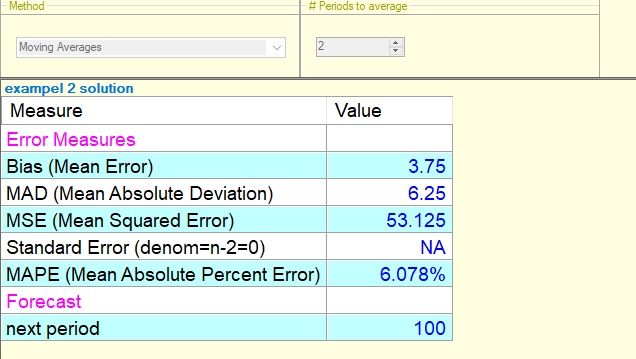 Method
# Periods to average
Moving Averages
2
exampel 2 solution
Measure Value
Error Measures
Bias (Mean Error) 3.75
MAD (Mean Absolute Deviation) 6.25
MSE (Mean Squared Error) 53.125
Standard Error (denom=n-2=0) NA
MAPE (Mean Absolute Percent Error) 6.078%
Forecast
next period 100